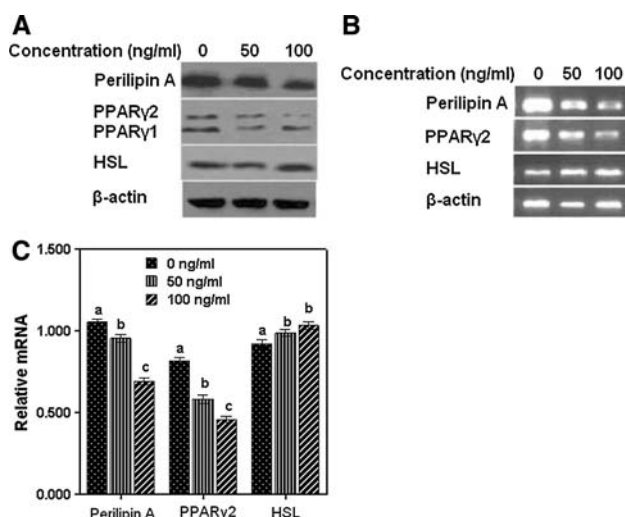 A
Concentration (ng/ml) 0 50 100
Perilipin A
PPARγ2
PPARγ1
HSL
β-actin
B
Concentration (ng/ml)
0 50 100
Perilipin A
PPARγ2
HSL
β-actin
C
Relative mRNA
1.500
1.000
0.500
0.000
0 ng/ml
50 ng/ml
100 ng/ml
a b c
a b c
a b b
Perilipin A PPARγ2 HSL